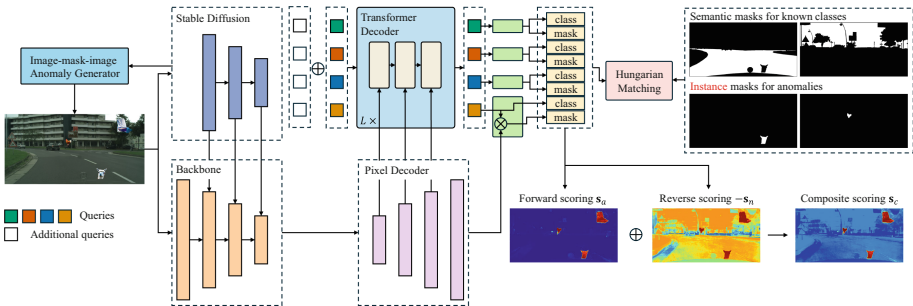 Stable Diffusion
Image-mask-image
Anomaly Generator
Backbone
Queries
Additional queries
Transformer
Decoder
L ×
Pixel Decoder
class
mask
class
mask
class
mask
class
mask
Hungarian
Matching
Semantic masks for known classes
Instance masks for anomalies
Forward scoring sₐ
Reverse scoring −sₙ
Composite scoring s_c